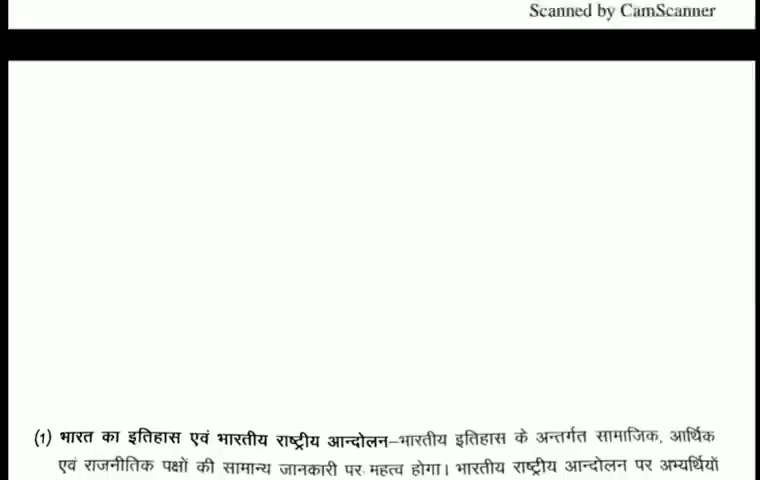 Scanned by CamScanner
(1) भारत का इतिहास एवं भारतीय राष्ट्रीय आन्दोलन–भारतीय इतिहास के अन्तर्गत सामाजिक, आर्थिक
एवं राजनीतिक पक्षों की सामान्य जानकारी पर महत्व होगा। भारतीय राष्ट्रीय आन्दोलन पर अभ्यर्थियों